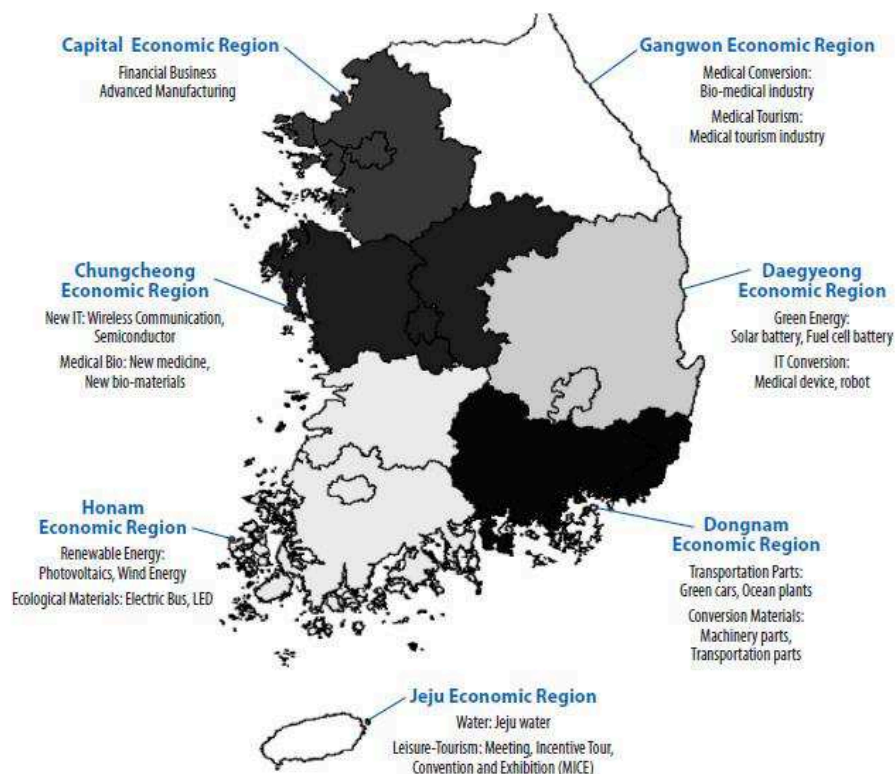 Capital Economic Region
Financial Business
Advanced Manufacturing
Gangwon Economic Region
Medical Conversion:
Bio-medical industry
Medical Tourism:
Medical tourism industry
Chungcheong
Economic Region
New IT: Wireless Communication,
Semiconductor
Medical Bio: New medicine,
New bio-materials
Daegyeong
Economic Region
Green Energy:
Solar battery, Fuel cell battery
IT Conversion:
Medical device, robot
Honam
Economic Region
Renewable Energy:
Photovoltaics, Wind Energy
Ecological Materials: Electric Bus, LED
Dongnam
Economic Region
Transportation Parts:
Green cars, Ocean plants
Conversion Materials:
Machinery parts,
Transportation parts
Jeju Economic Region
Water: Jeju water
Leisure-Tourism: Meeting, Incentive Tour,
Convention and Exhibition (MICE)